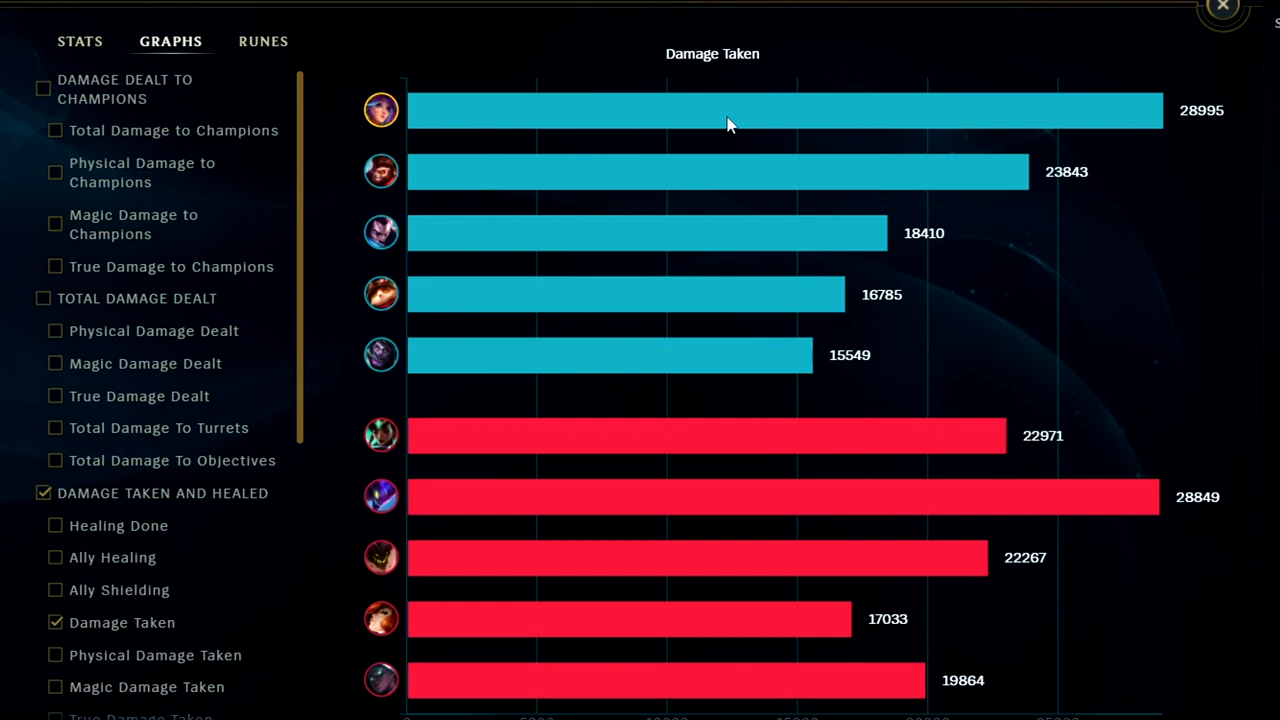 STATS GRAPHS RUNES
DAMAGE DEALT TO
CHAMPIONS
Total Damage to Champions
Physical Damage to
Champions
Magic Damage to
Champions
True Damage to Champions
TOTAL DAMAGE DEALT
Physical Damage Dealt
Magic Damage Dealt
True Damage Dealt
Total Damage To Turrets
Total Damage To Objectives
DAMAGE TAKEN AND HEALED
Healing Done
Ally Healing
Ally Shielding
Damage Taken
Physical Damage Taken
Magic Damage Taken
True Damage Taken
Damage Taken
28995
23843
18410
16785
15549
22971
28849
22267
17033
19864